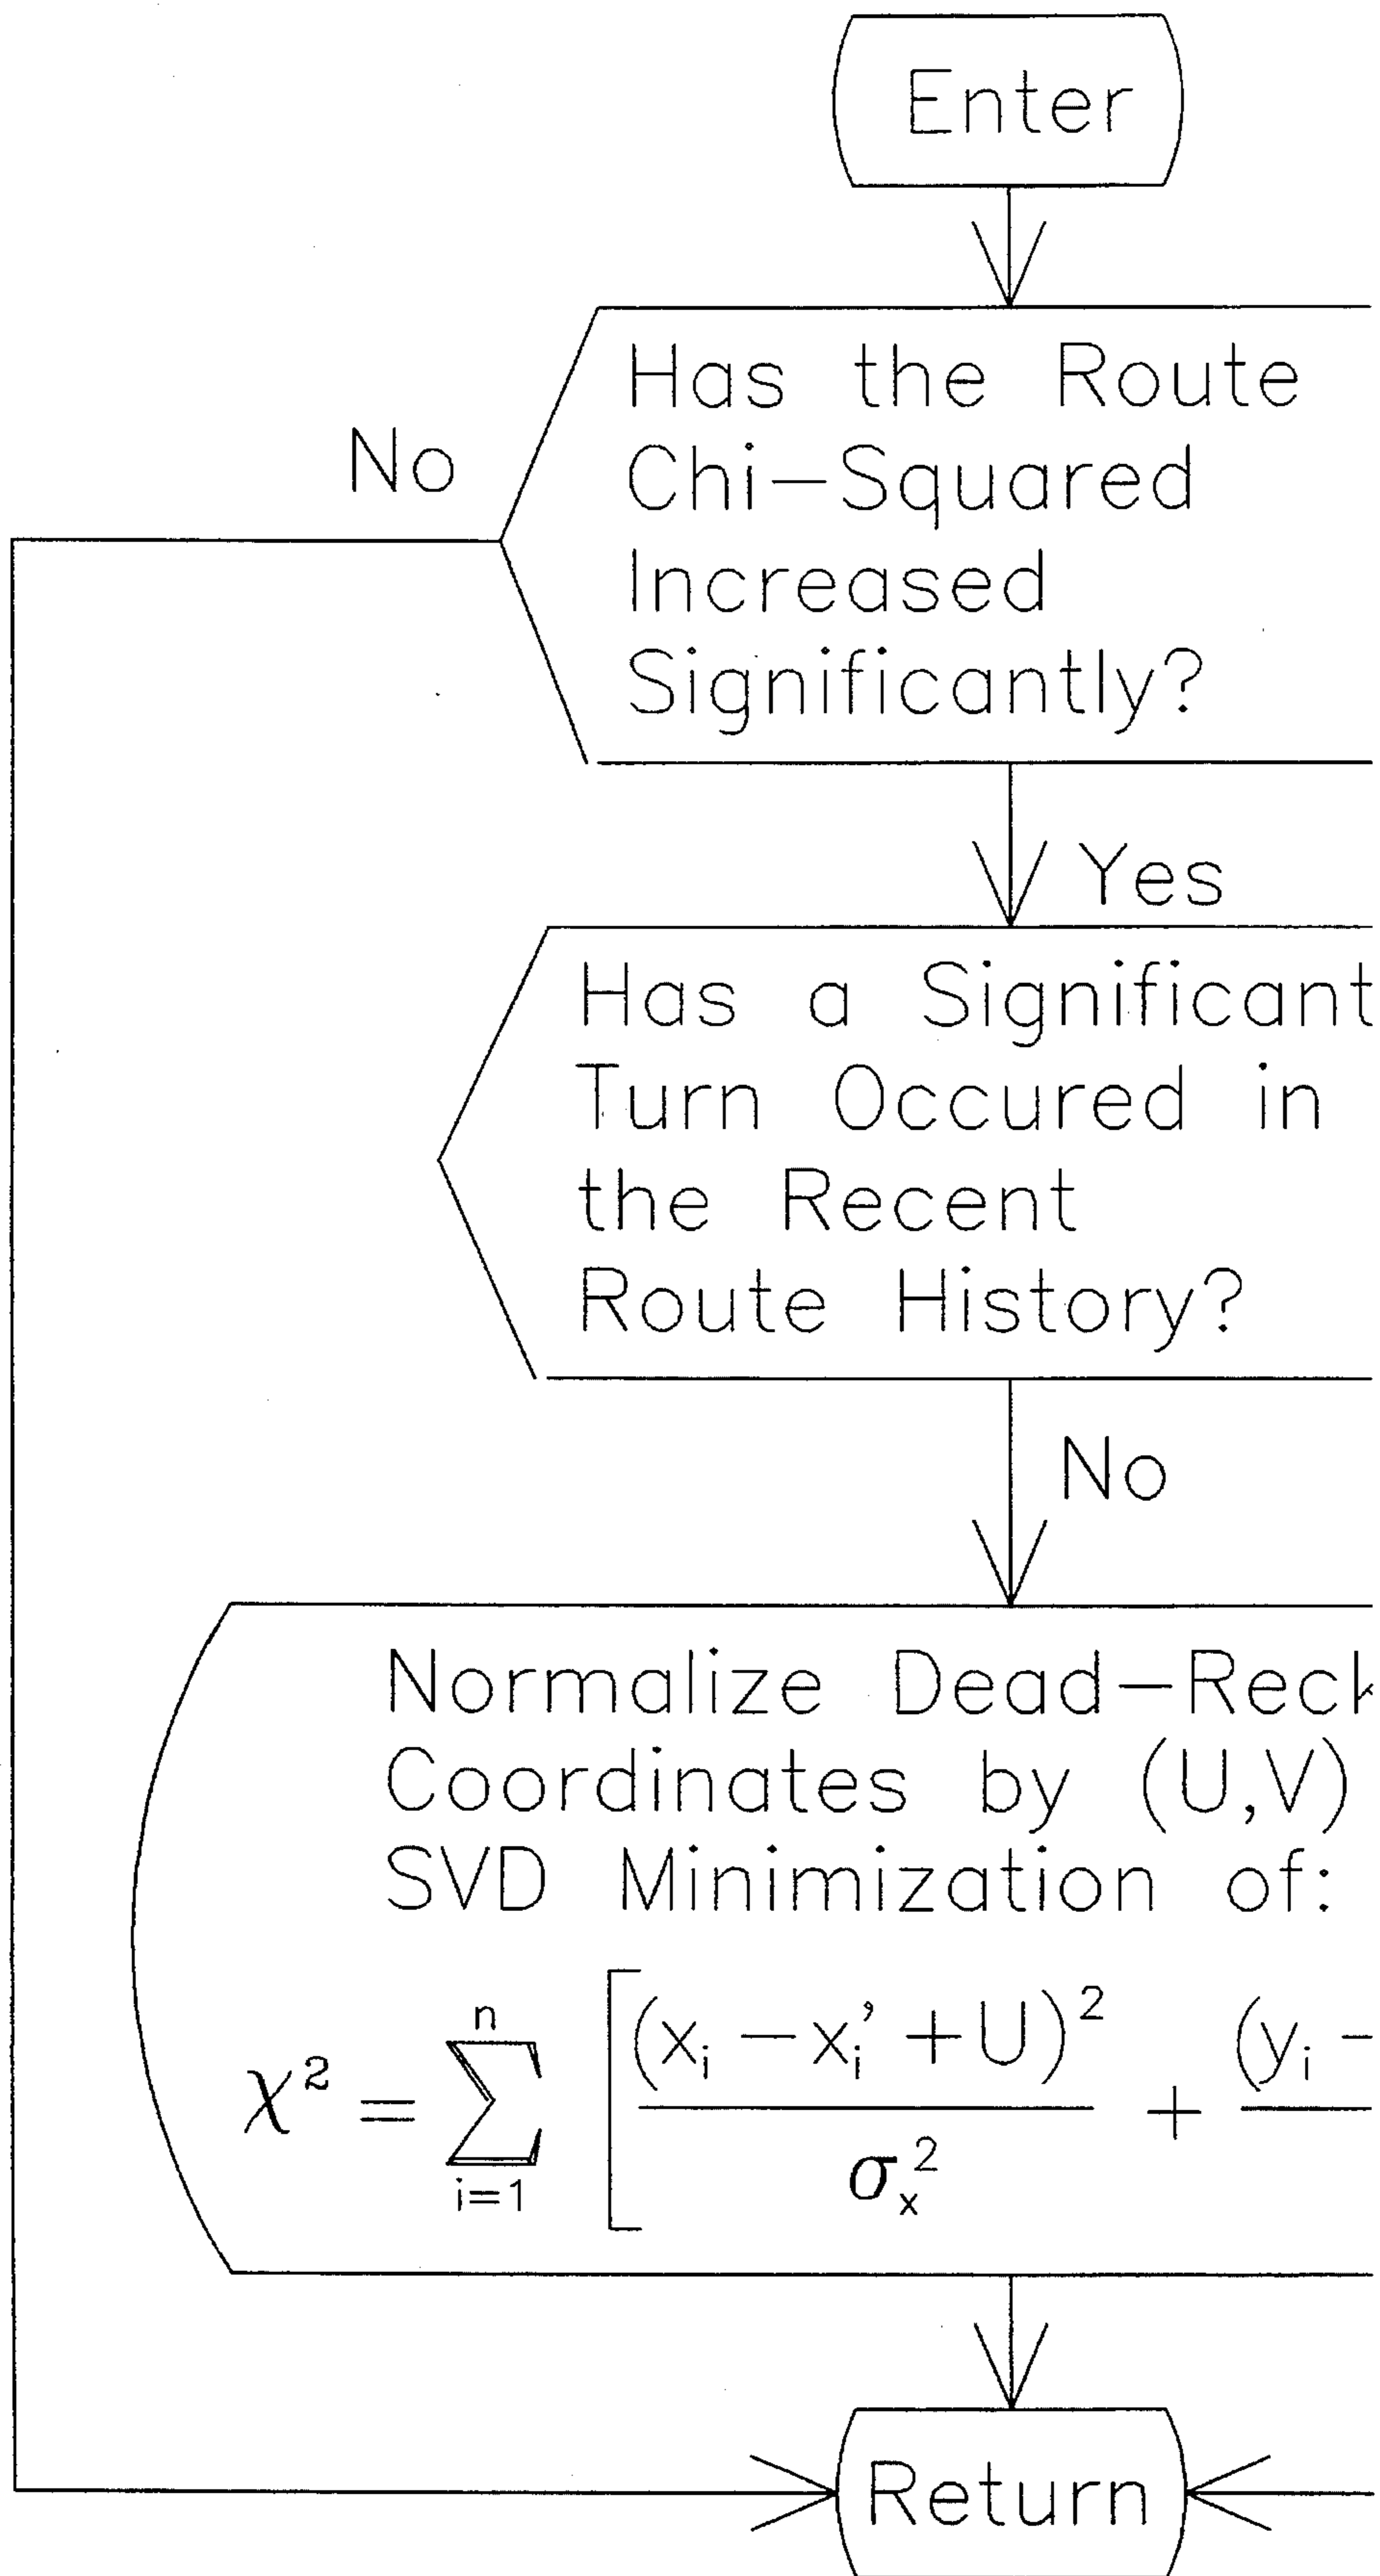 Enter
Has the Route
Chi-Squared
Increased
Significantly?
No
Yes
Has a Significant
Turn Occured in
the Recent
Route History?
No
Normalize Dead-Reck
Coordinates by (U,V)
SVD Minimization of:
χ² = ∑ i=1 n [ (xᵢ − xᵢ' + U)² / σₓ² + (yᵢ −
Return